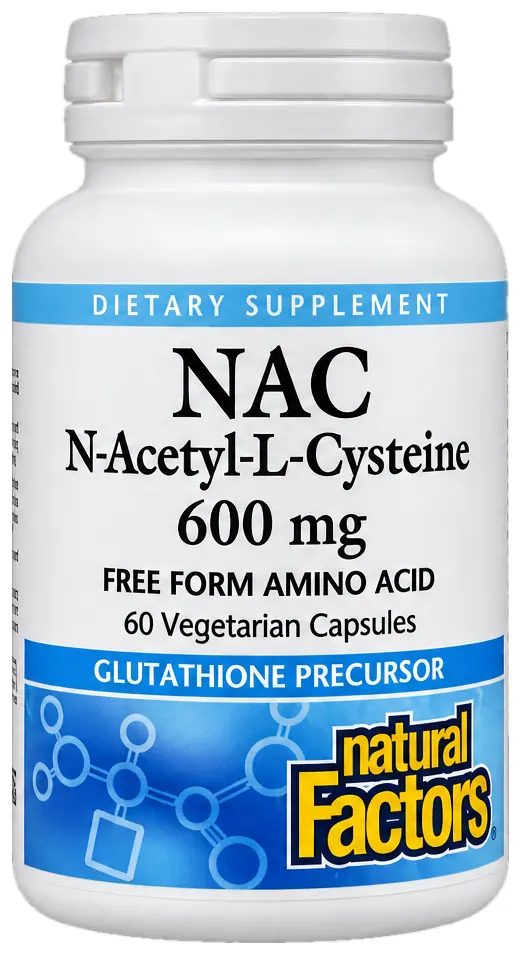 DIETARY SUPPLEMENT
NAC
N-Acetyl-L-Cysteine
600 mg
FREE FORM AMINO ACID
60 Vegetarian Capsules
GLUTATHIONE PRECURSOR
natural
Factors®